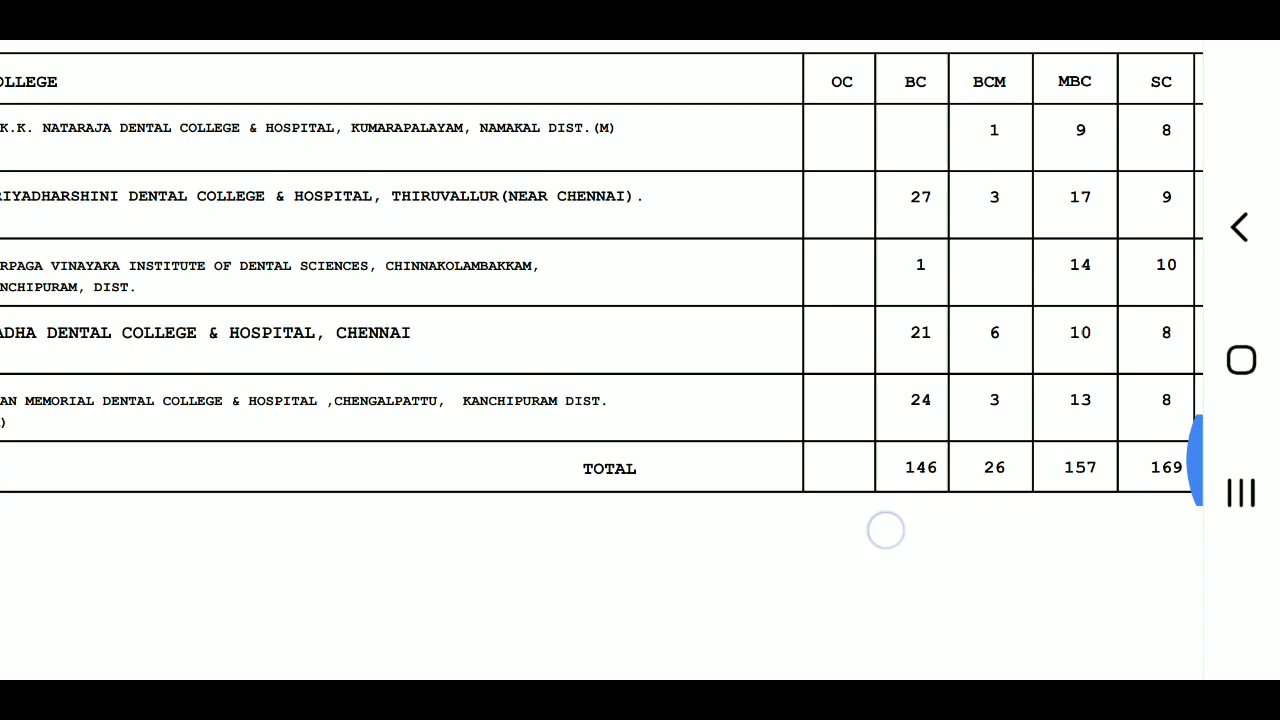 OLLEGE OC BC BCM MBC SC
K.K. NATARAJA DENTAL COLLEGE & HOSPITAL, KUMARAPALAYAM, NAMAKAL DIST.(M) 1 9 8
RIYADHARSHINI DENTAL COLLEGE & HOSPITAL, THIRUVALLUR(NEAR CHENNAI). 27 3 17 9
RPAGA VINAYAKA INSTITUTE OF DENTAL SCIENCES, CHINNAKOLAMBAKKAM, 1 14 10
NCHIPURAM, DIST.
ADHA DENTAL COLLEGE & HOSPITAL, CHENNAI 21 6 10 8
AN MEMORIAL DENTAL COLLEGE & HOSPITAL ,CHENGALPATTU, KANCHIPURAM DIST. 24 3 13 8
)
TOTAL 146 26 157 169